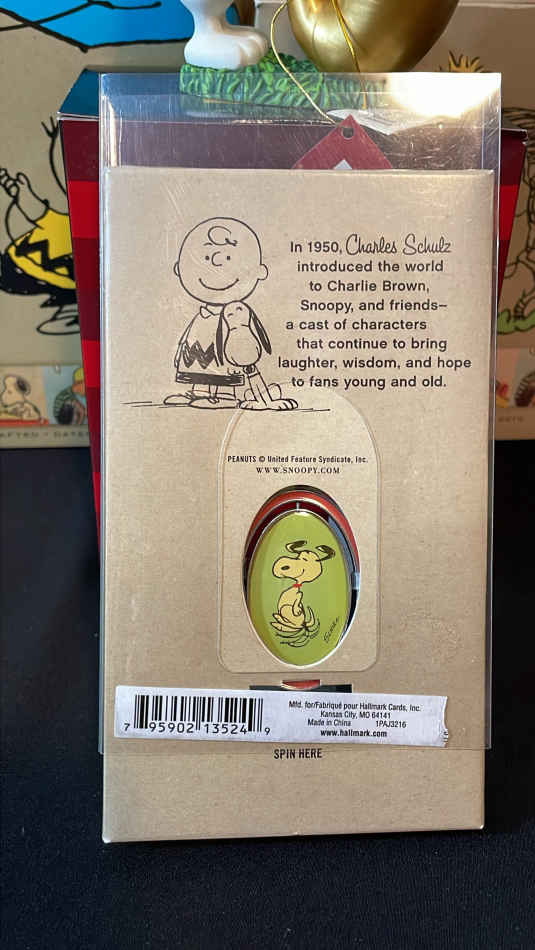 In 1950, Charles Schulz
introduced the world
to Charlie Brown,
Snoopy, and friends—
a cast of characters
that continue to bring
laughter, wisdom, and hope
to fans young and old.
PEANUTS © United Feature Syndicate, Inc.
WWW.SNOOPY.COM
Schulz
7 95902 13524 9
Mfd. for/Fabriqué pour Hallmark Cards, Inc.
Kansas City, MO 64141
Made in China 1PAJ3216
www.hallmark.com
SPIN HERE